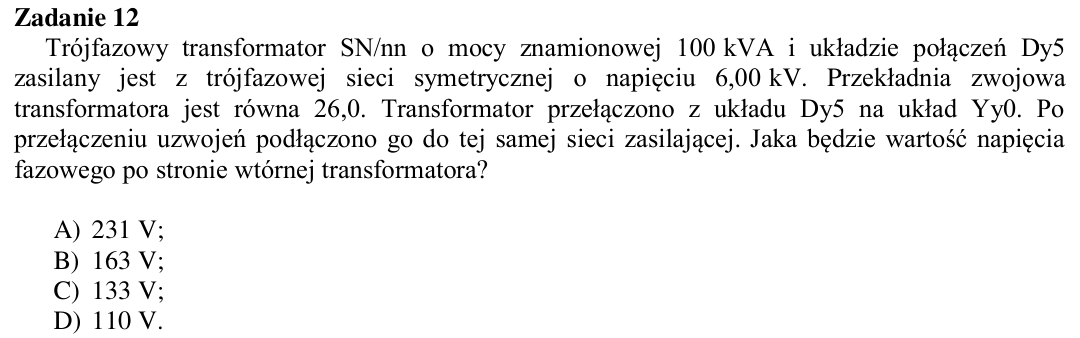 Zadanie 12
Trójfazowy transformator SN/nn o mocy znamionowej 100 kVA i układzie połączeń Dy5
zasilany jest z trójfazowej sieci symetrycznej o napięciu 6,00 kV. Przekładnia zwojowa
transformatora jest równa 26,0. Transformator przełączono z układu Dy5 na układ Yy0. Po
przełączeniu uzwojeń podłączono go do tej samej sieci zasilającej. Jaka będzie wartość napięcia
fazowego po stronie wtórnej transformatora?
A) 231 V;
B) 163 V;
C) 133 V;
D) 110 V.